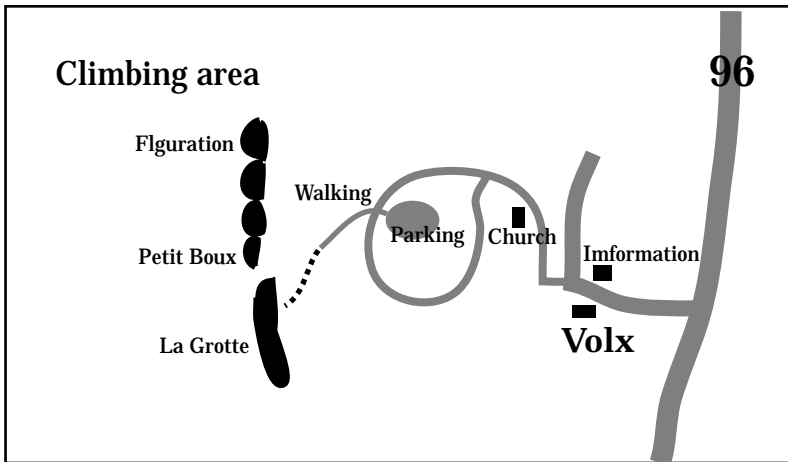 Climbing area
96
Flguration
Walking
Parking
Church
Petit Boux
Imformation
La Grotte
Volx